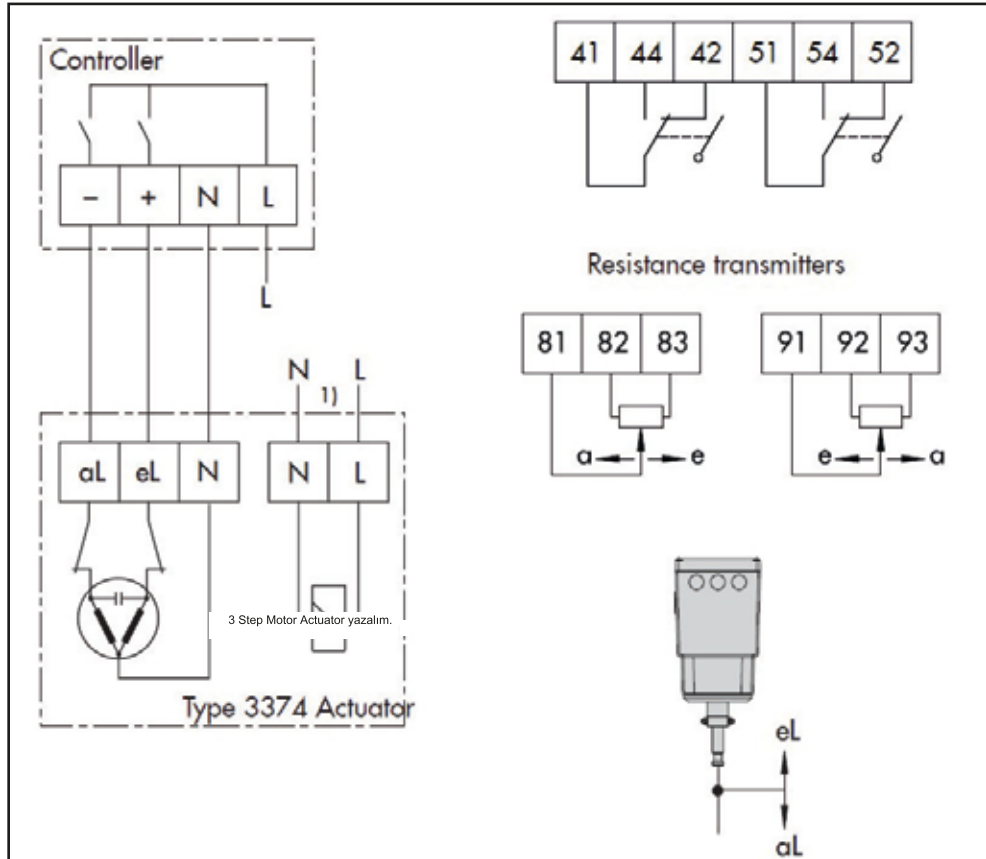 Controller
– + N L
L
N L
1)
aL eL N N L
3 Step Motor Actuator yazalım.
Type 3374 Actuator
41 44 42 51 54 52
Resistance transmitters
81 82 83 91 92 93
a e e a
eL
aL